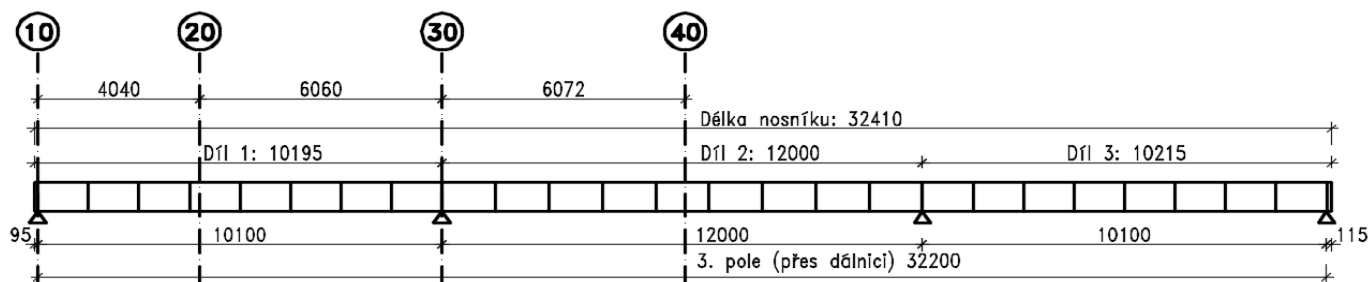 10 20 30 40
4040 6060 6072
Délka nosníku: 32410
Díl 1: 10195 Díl 2: 12000 Díl 3: 10215
95 10100 12000 10100 115
3. pole (přes dálnici) 32200